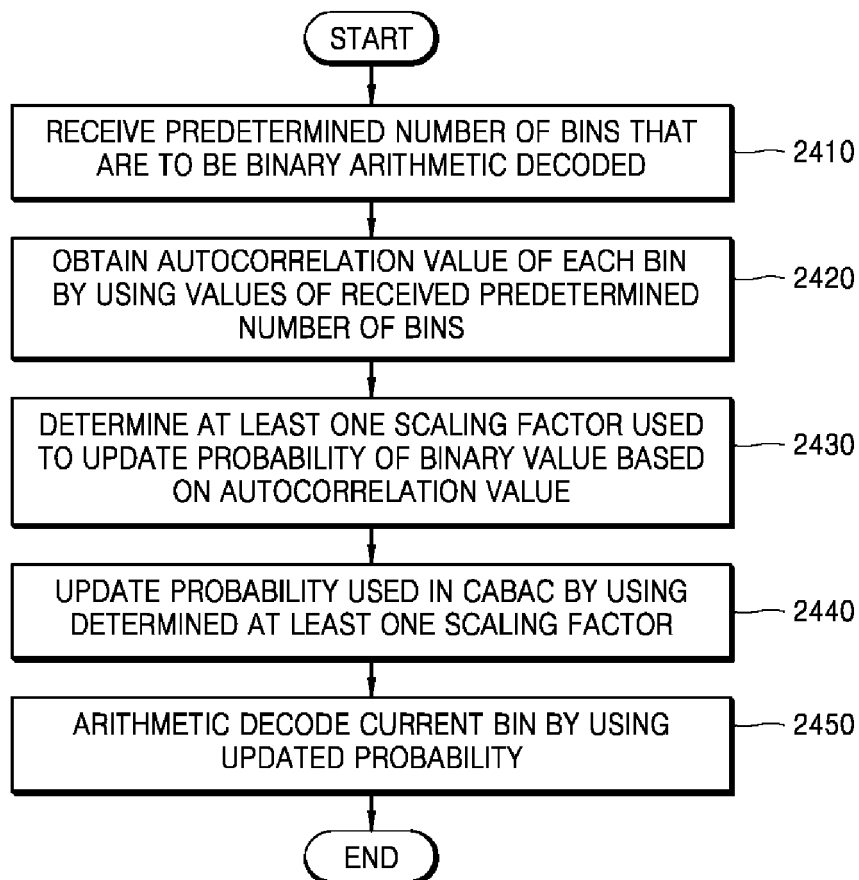 START
RECEIVE PREDETERMINED NUMBER OF BINS THAT
ARE TO BE BINARY ARITHMETIC DECODED
2410
OBTAIN AUTOCORRELATION VALUE OF EACH BIN
BY USING VALUES OF RECEIVED PREDETERMINED
NUMBER OF BINS
2420
DETERMINE AT LEAST ONE SCALING FACTOR USED
TO UPDATE PROBABILITY OF BINARY VALUE BASED
ON AUTOCORRELATION VALUE
2430
UPDATE PROBABILITY USED IN CABAC BY USING
DETERMINED AT LEAST ONE SCALING FACTOR
2440
ARITHMETIC DECODE CURRENT BIN BY USING
UPDATED PROBABILITY
2450
END